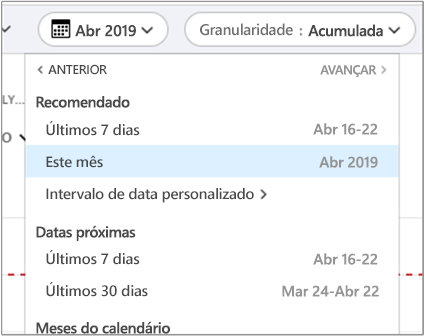 Abr 2019
Granularidade : Acumulada
< ANTERIOR AVANÇAR >
LY...
Recomendado
Últimos 7 dias Abr 16-22
O
Este mês Abr 2019
Intervalo de data personalizado >
Datas próximas
Últimos 7 dias Abr 16-22
Últimos 30 dias Mar 24-Abr 22
Meses do calendário